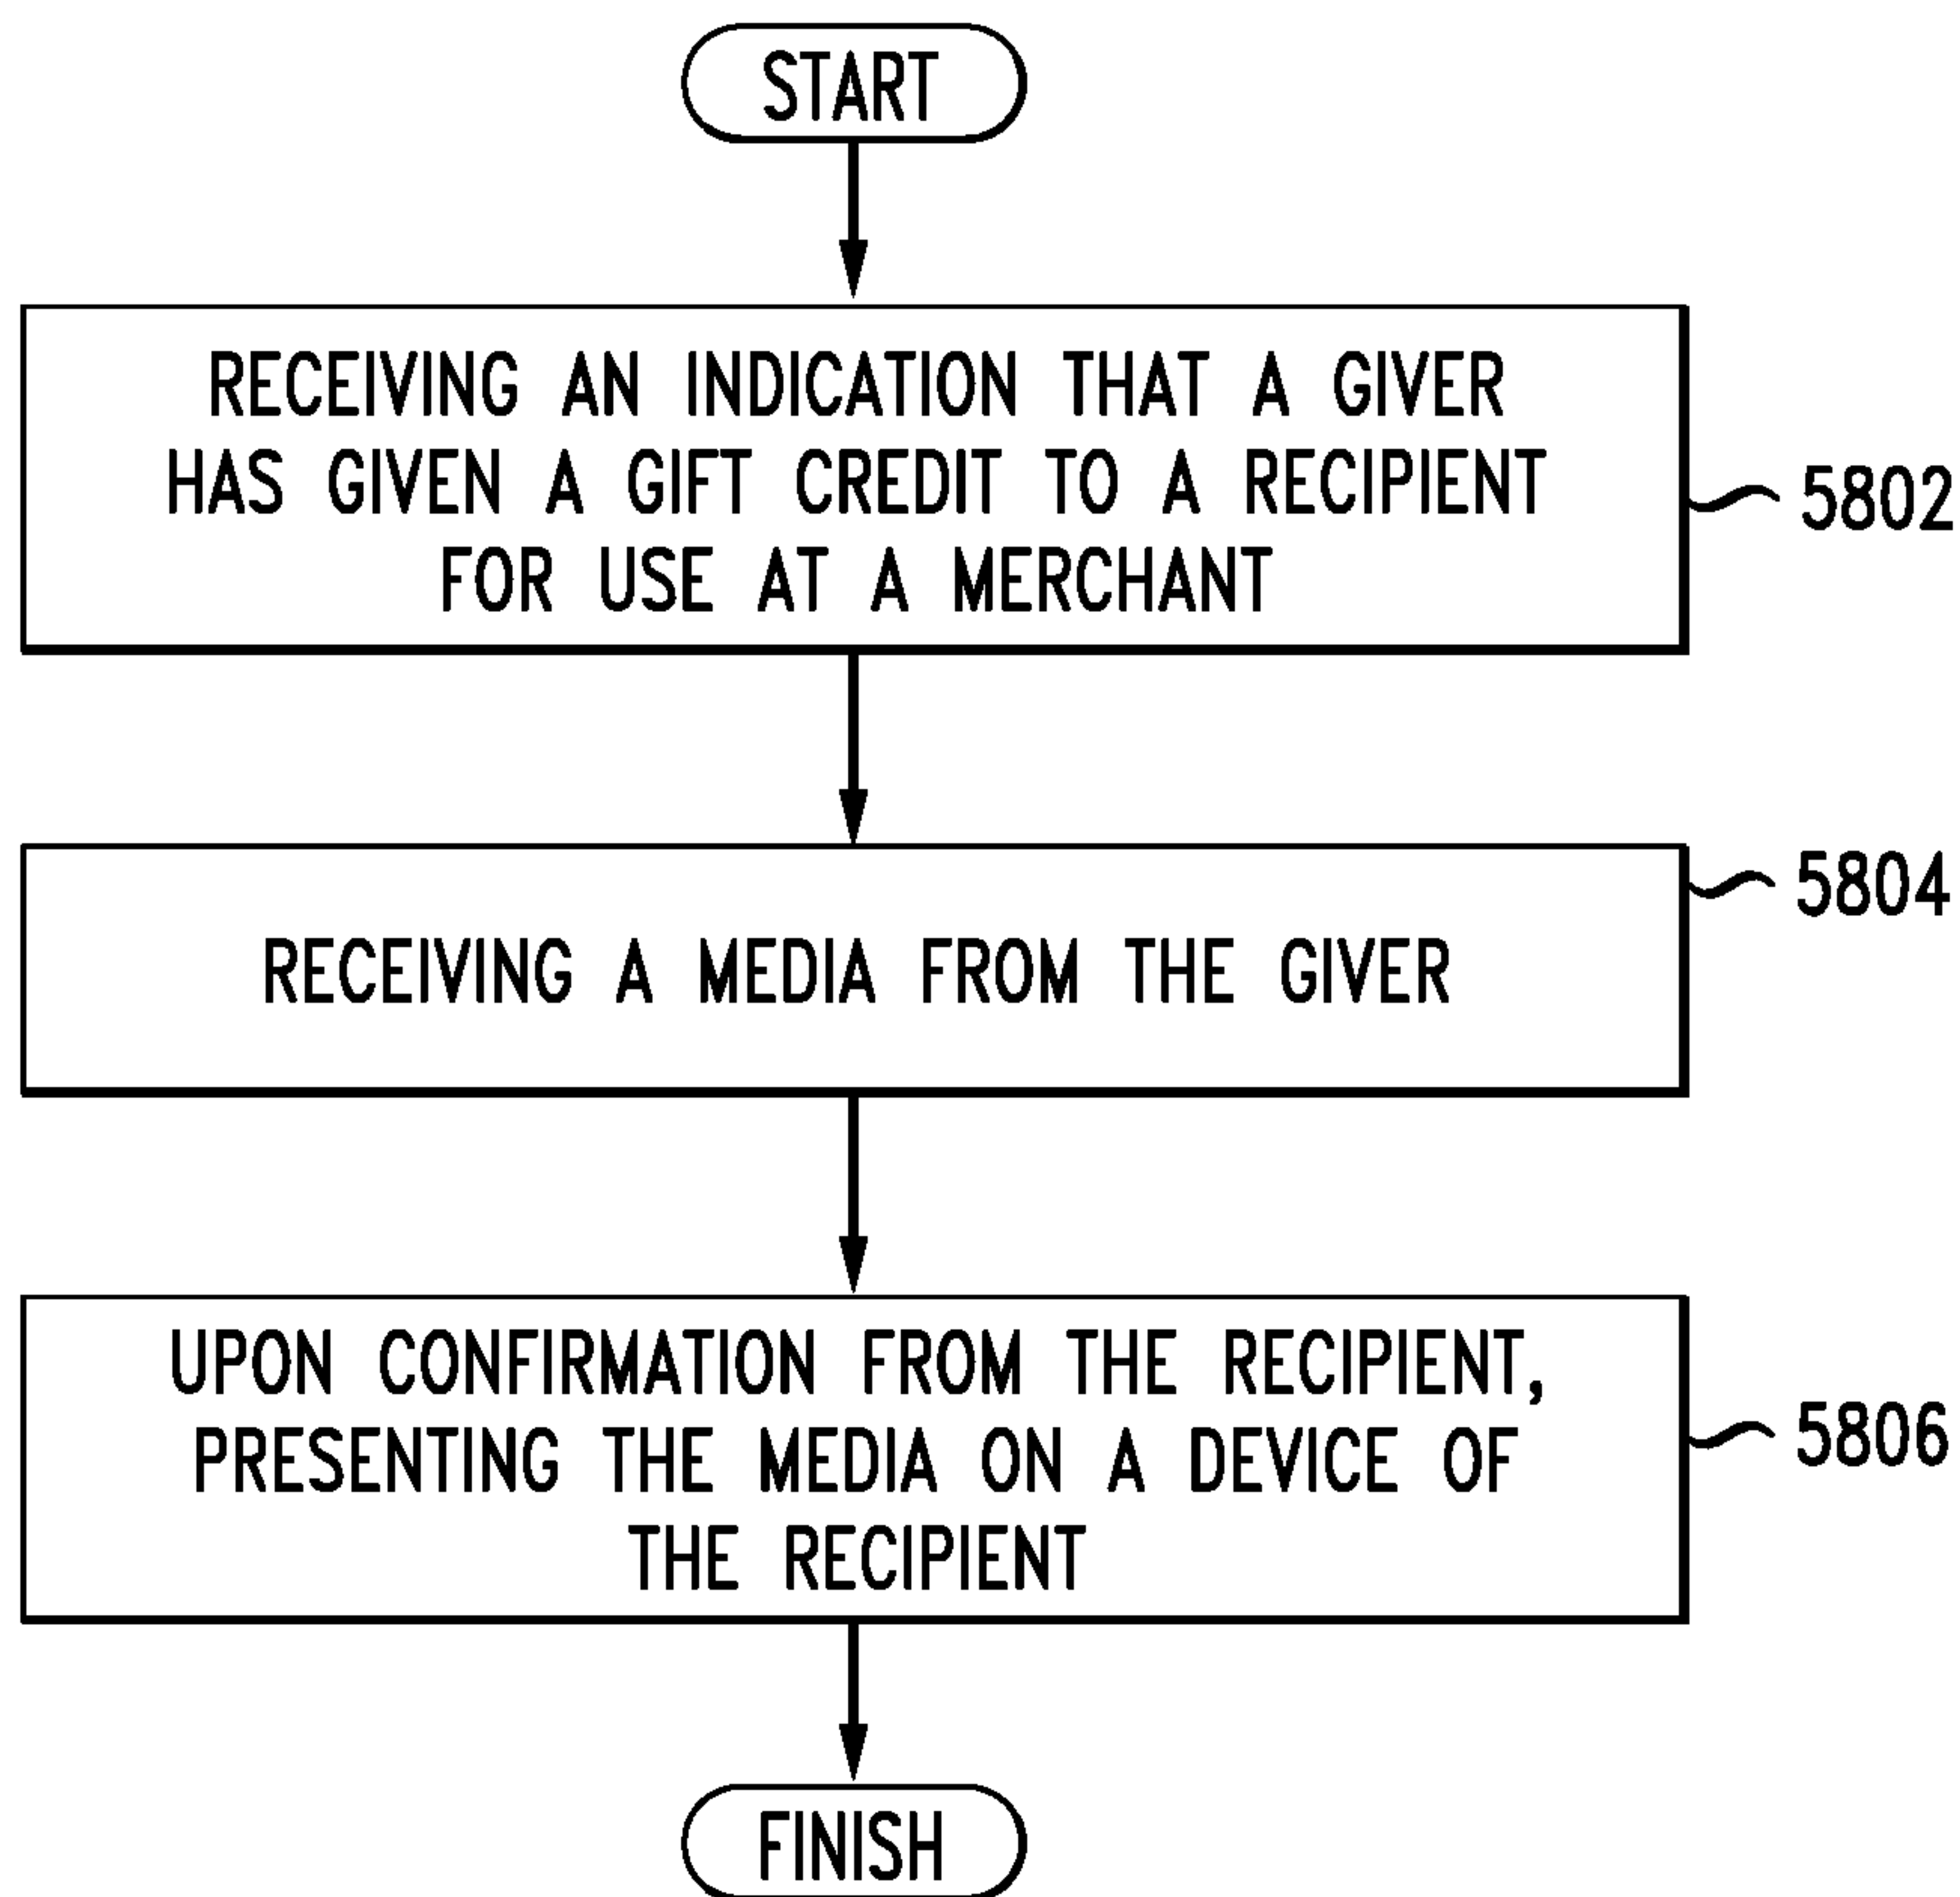 START
RECEIVING AN INDICATION THAT A GIVER
HAS GIVEN A GIFT CREDIT TO A RECIPIENT
FOR USE AT A MERCHANT
5802
5804
RECEIVING A MEDIA FROM THE GIVER
UPON CONFIRMATION FROM THE RECIPIENT,
PRESENTING THE MEDIA ON A DEVICE OF
THE RECIPIENT
5806
FINISH